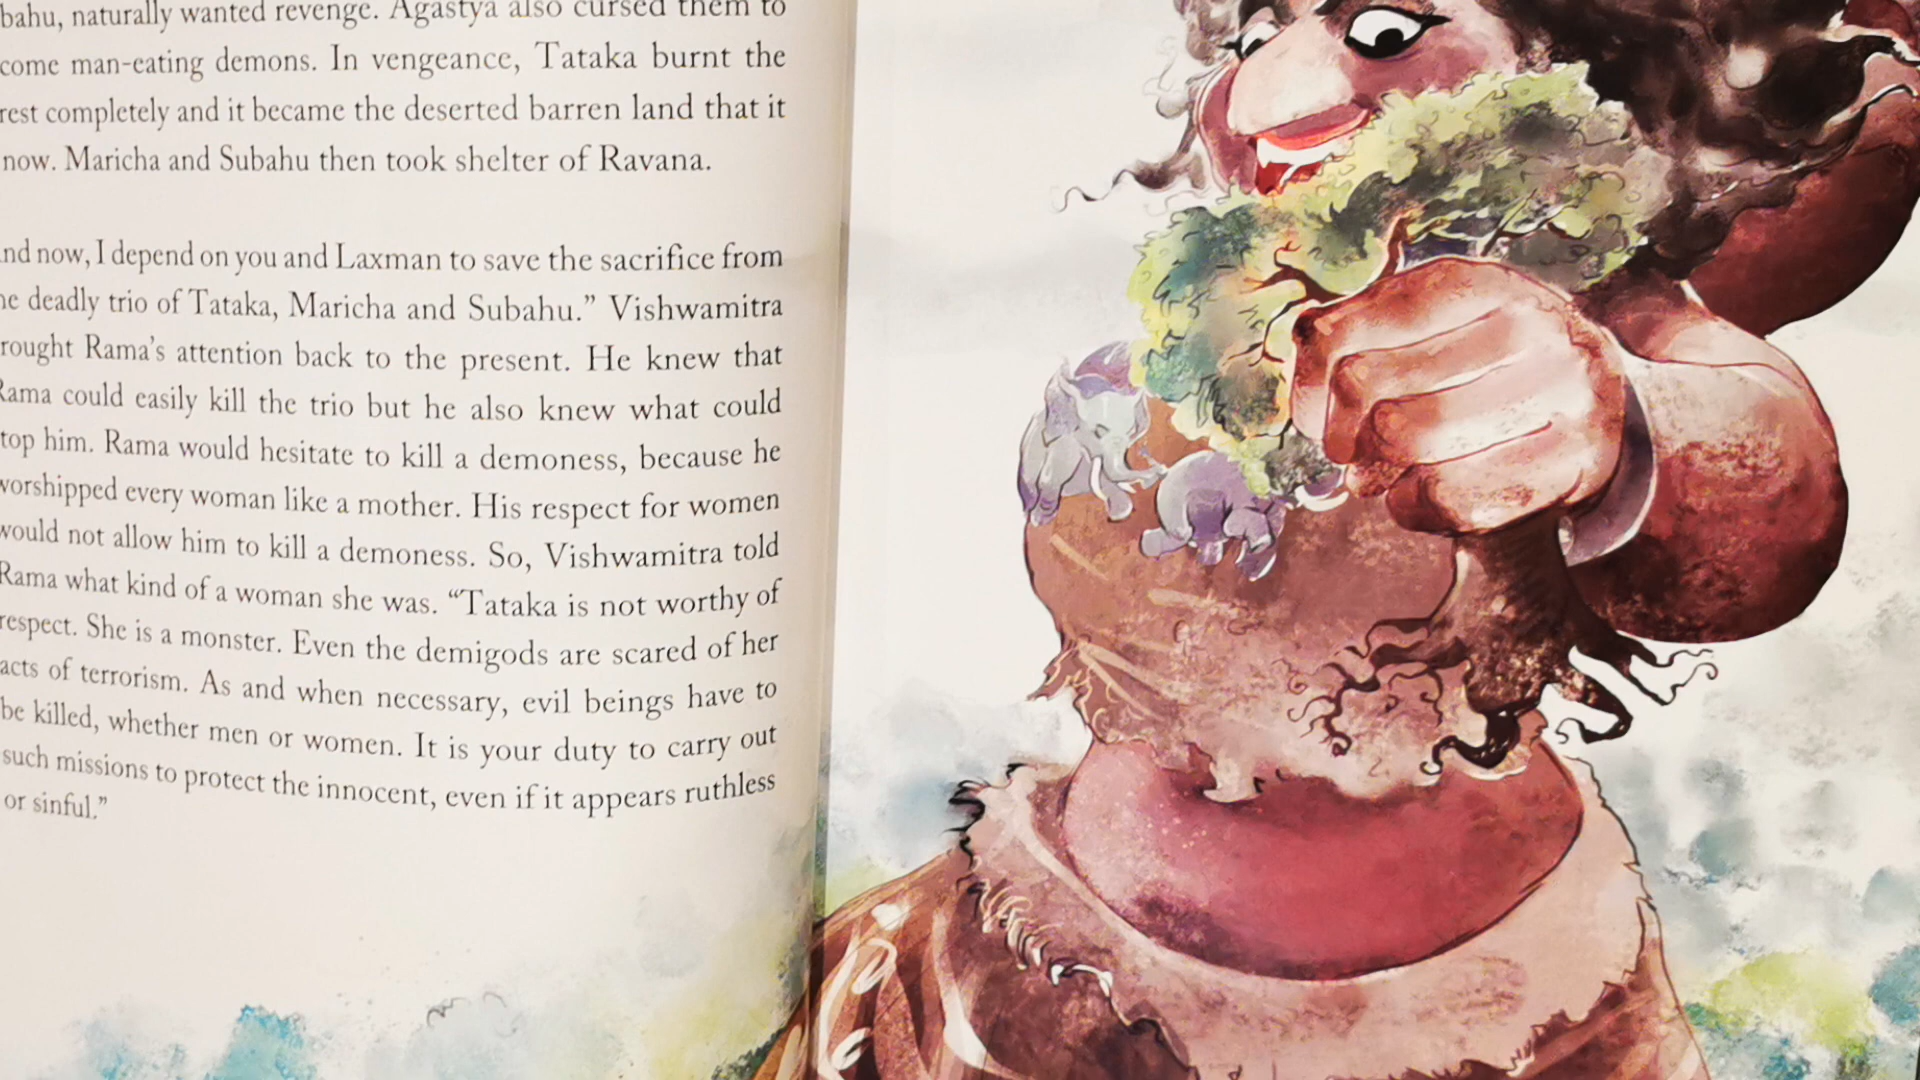 bahu, naturally wanted revenge. Agastya also cursed them to
come man-eating demons. In vengeance, Tataka burnt the
rest completely and it became the deserted barren land that it
now. Maricha and Subahu then took shelter of Ravana.
nd now, I depend on you and Laxman to save the sacrifice from
he deadly trio of Tataka, Maricha and Subahu.” Vishwamitra
rought Rama’s attention back to the present. He knew that
Rama could easily kill the trio but he also knew what could
top him. Rama would hesitate to kill a demoness, because he
worshipped every woman like a mother. His respect for women
would not allow him to kill a demoness. So, Vishwamitra told
Rama what kind of a woman she was. “Tataka is not worthy of
respect. She is a monster. Even the demigods are scared of her
acts of terrorism. As and when necessary, evil beings have to
be killed, whether men or women. It is your duty to carry out
such missions to protect the innocent, even if it appears ruthless
or sinful.”